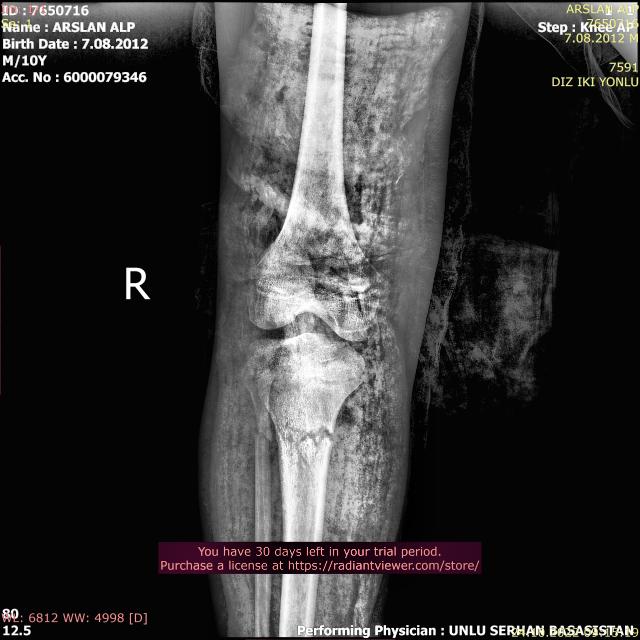 ID : 7650716
Name : ARSLAN ALP
Birth Date : 7.08.2012
M/10Y
Acc. No : 6000079346
ARSLAN ALP
7650716
Step : Knee AP
7.08.2012 M
7591
DIZ IKI YONLU
R
You have 30 days left in your trial period.
Purchase a license at https://radiantviewer.com/store/
80
WL: 6812 WW: 4998 [D]
12.5
Performing Physician : UNLU SERHAN BASASISTAN